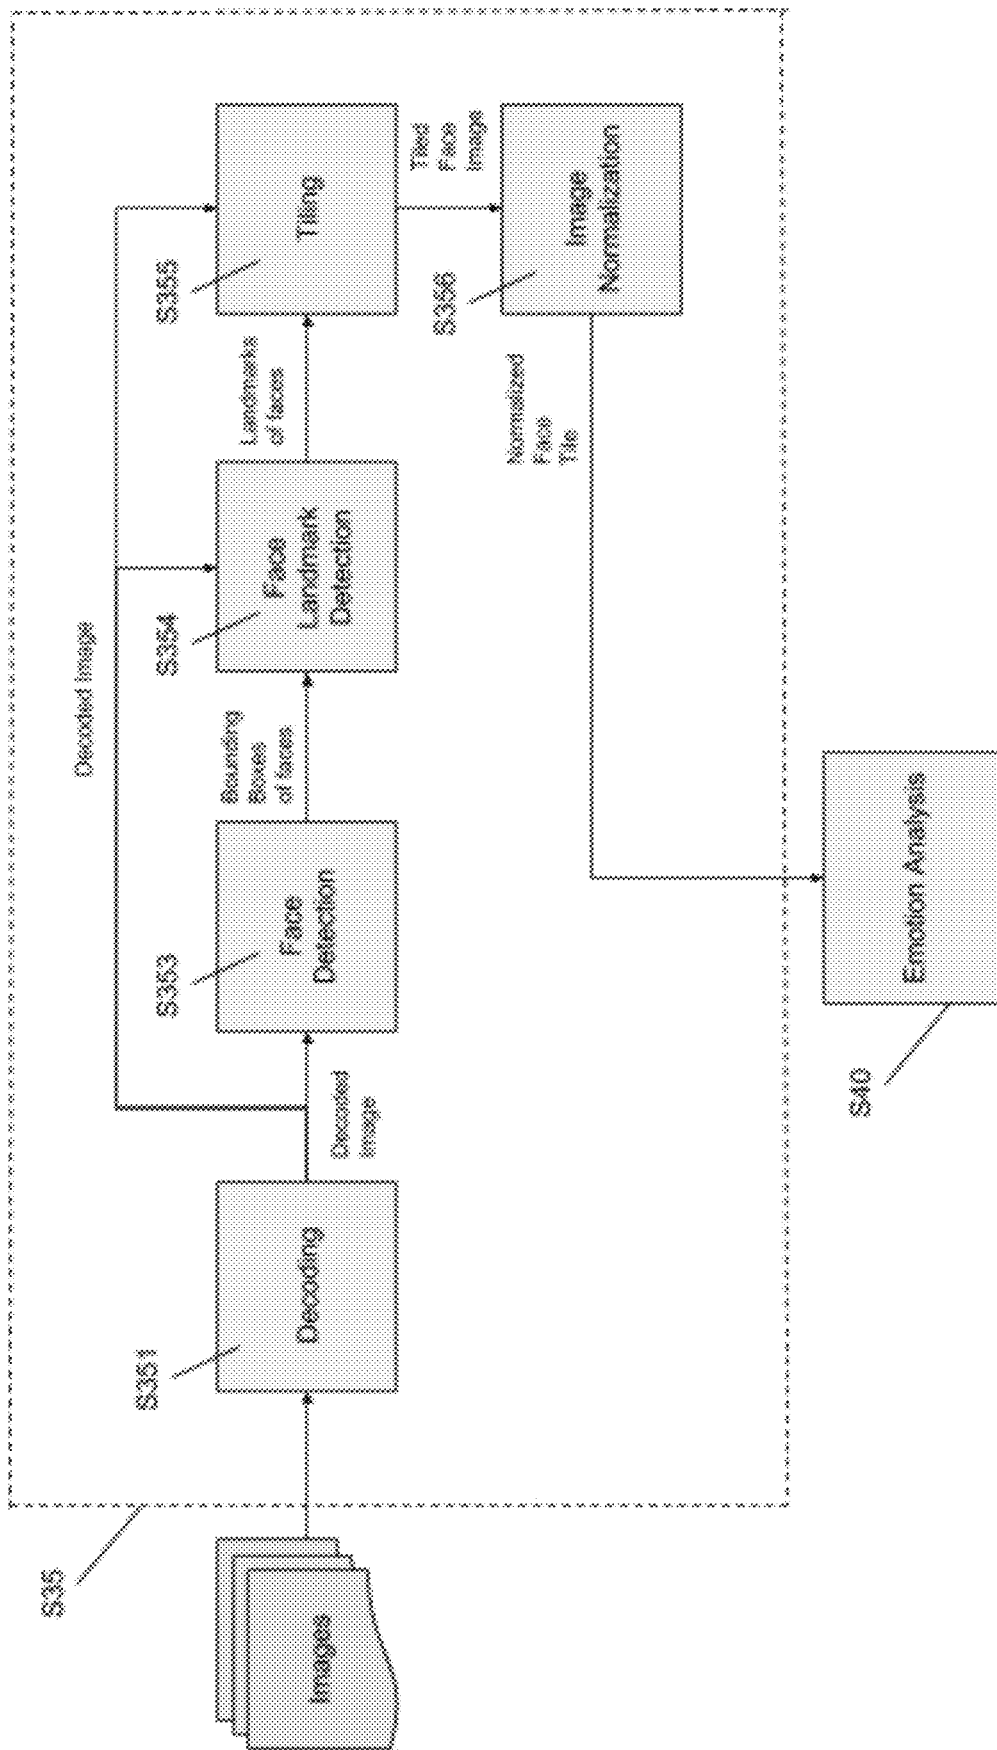 S35
Images
S351
Decoding
Decoded
Image
Decoded Image
S353
Face
Detection
Bounding
Boxes
of faces
S354
Face
Landmark
Detection
Landmarks
of faces
S355
Tiling
Tiled
Face
Image
S356
Image
Normalization
Normalized
Face
Tile
S40
Emotion Analysis